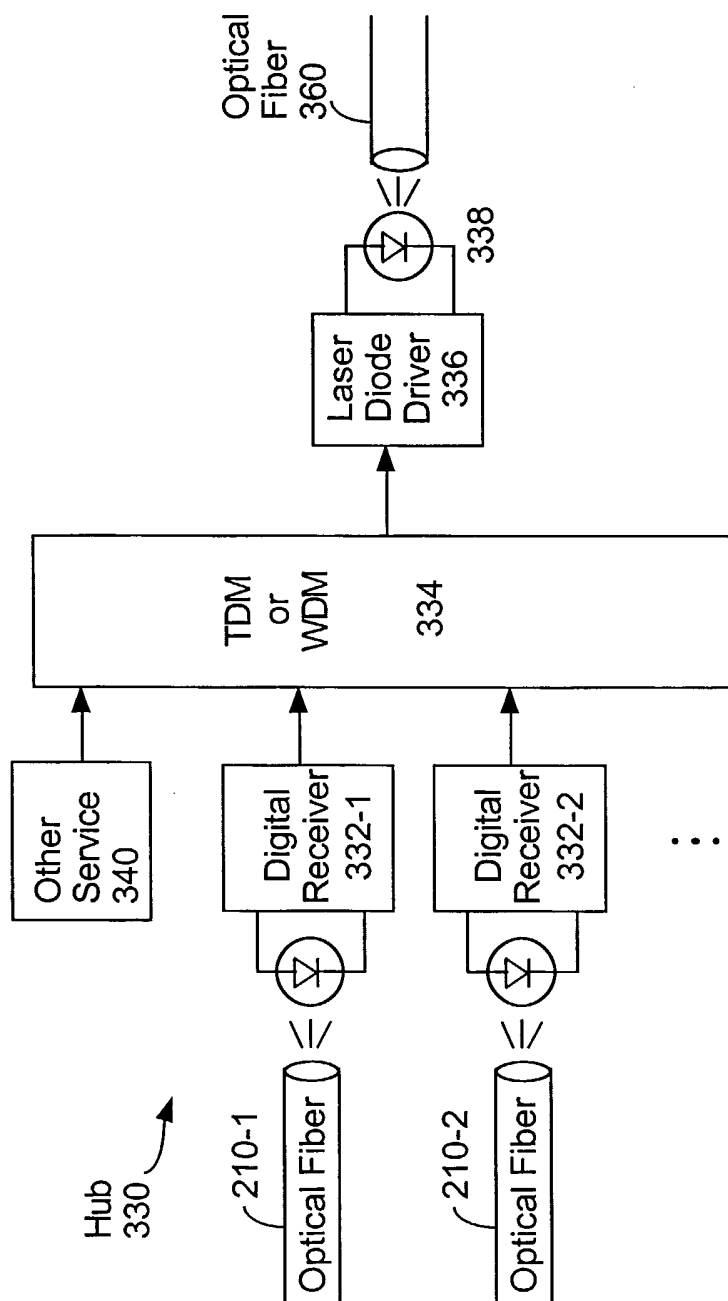 Hub
330
Optical Fiber
210-1
Optical Fiber
210-2
Other
Service
340
Digital
Receiver
332-1
Digital
Receiver
332-2
TDM
or
WDM
334
Laser
Diode
Driver
336
338
Optical
Fiber
360